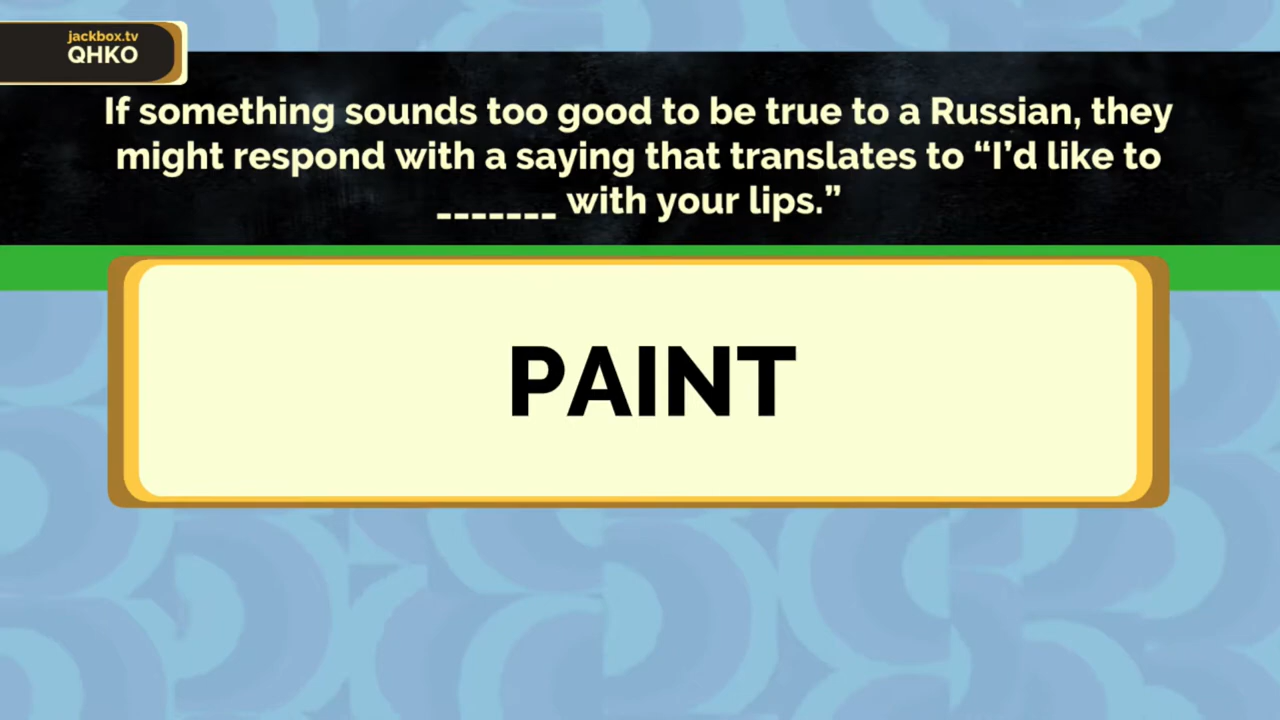 jackbox.tv
QHKO
If something sounds too good to be true to a Russian, they
might respond with a saying that translates to “I’d like to
_______ with your lips.”
PAINT